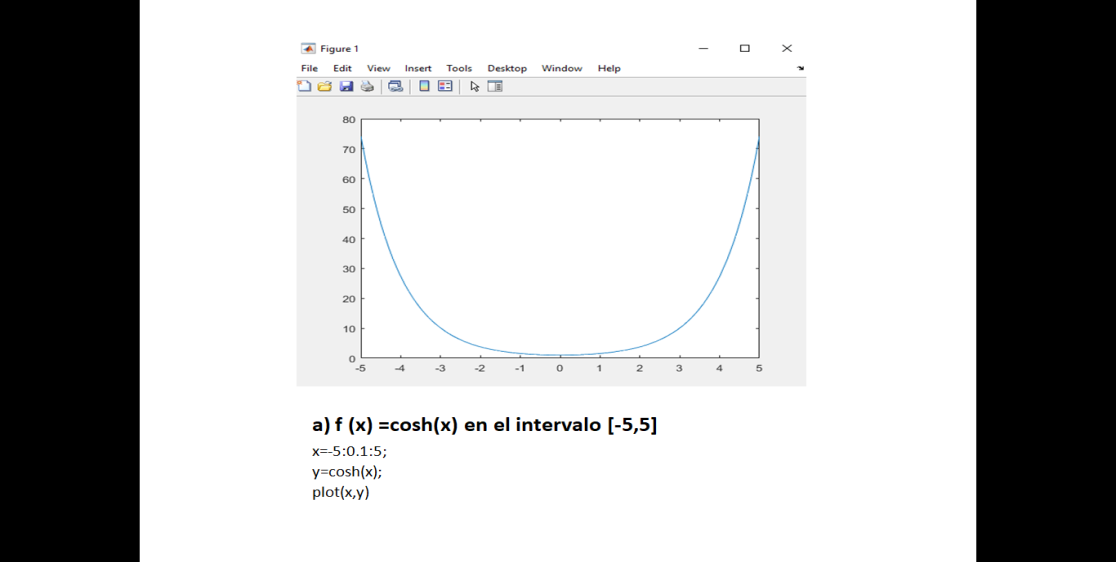 Figure 1
File Edit View Insert Tools Desktop Window Help
80
70
60
50
40
30
20
10
0
-5 -4 -3 -2 -1 0 1 2 3 4 5
a) f (x) =cosh(x) en el intervalo [-5,5]
x=-5:0.1:5;
y=cosh(x);
plot(x,y)